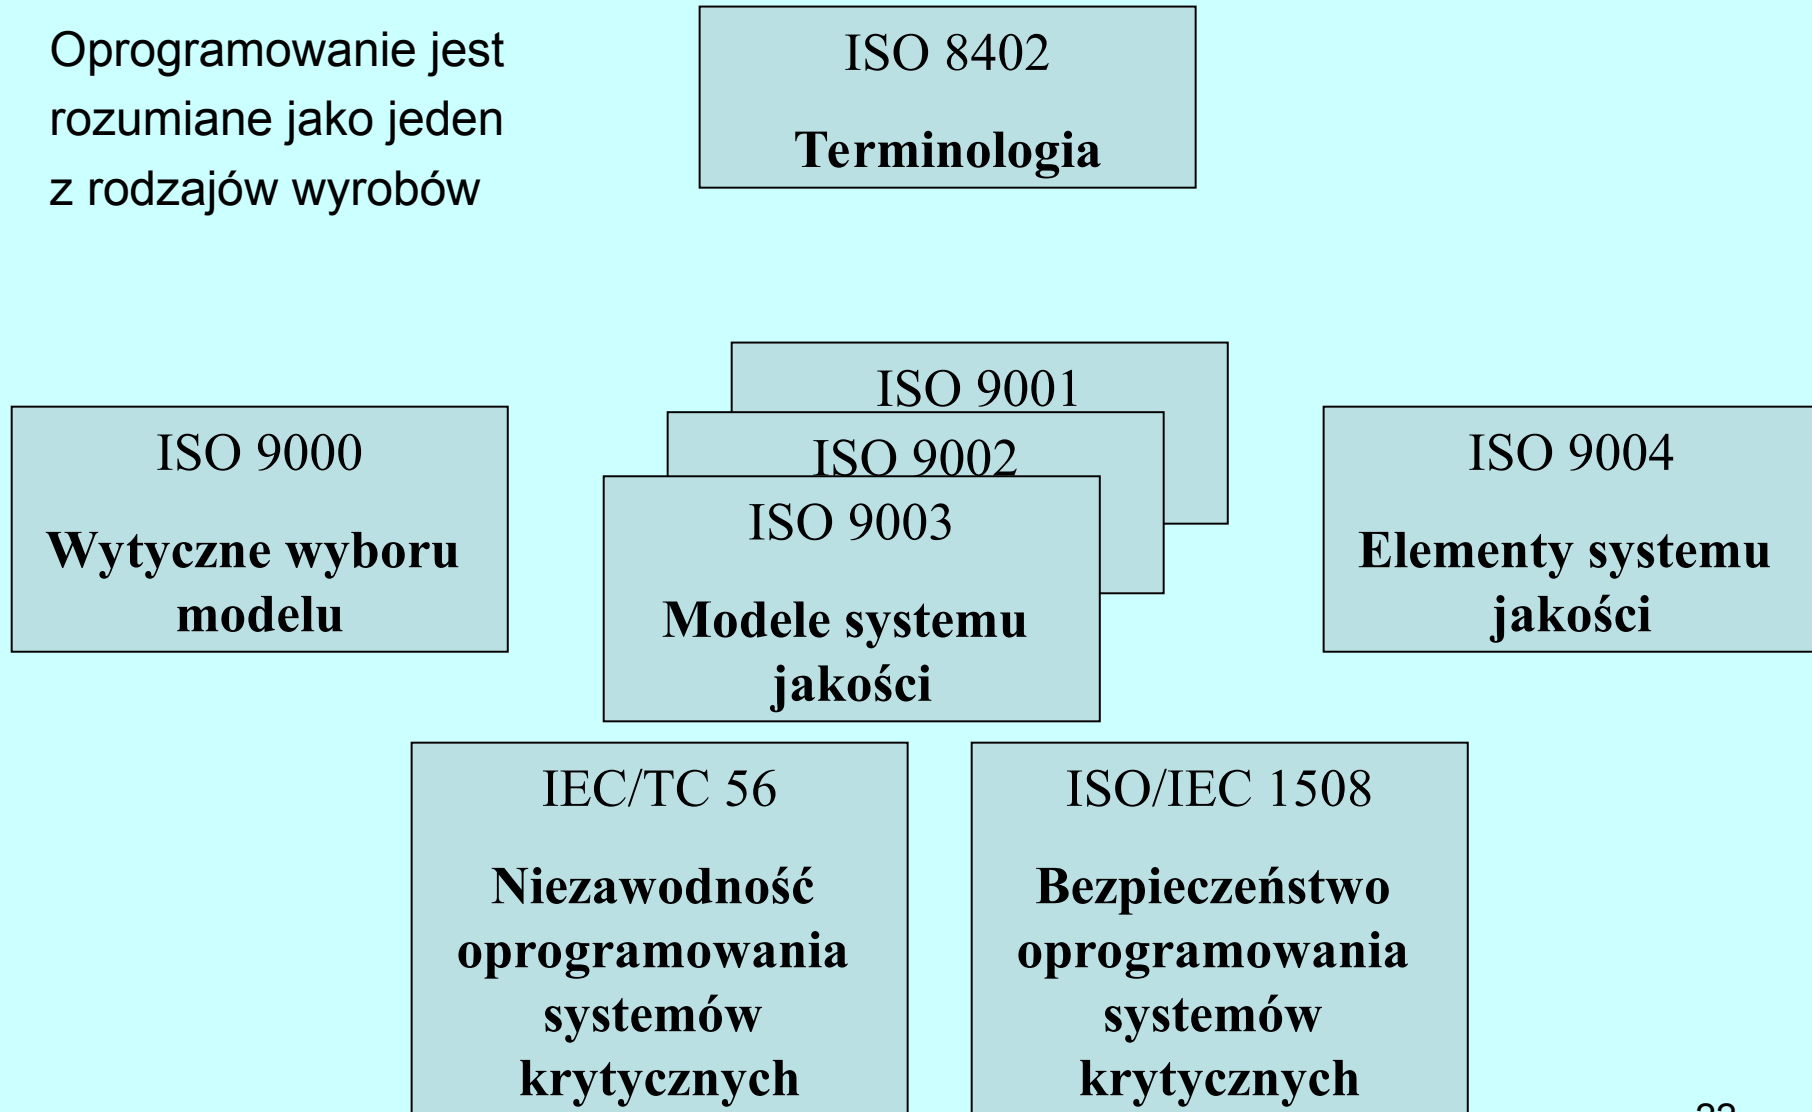 Oprogramowanie jest
rozumiane jako jeden
z rodzajów wyrobów
ISO 8402
Terminologia
ISO 9001
ISO 9002
ISO 9000
Wytyczne wyboru
modelu
ISO 9003
Modele systemu
jakości
ISO 9004
Elementy systemu
jakości
IEC/TC 56
Niezawodność
oprogramowania
systemów
krytycznych
ISO/IEC 1508
Bezpieczeństwo
oprogramowania
systemów
krytycznych